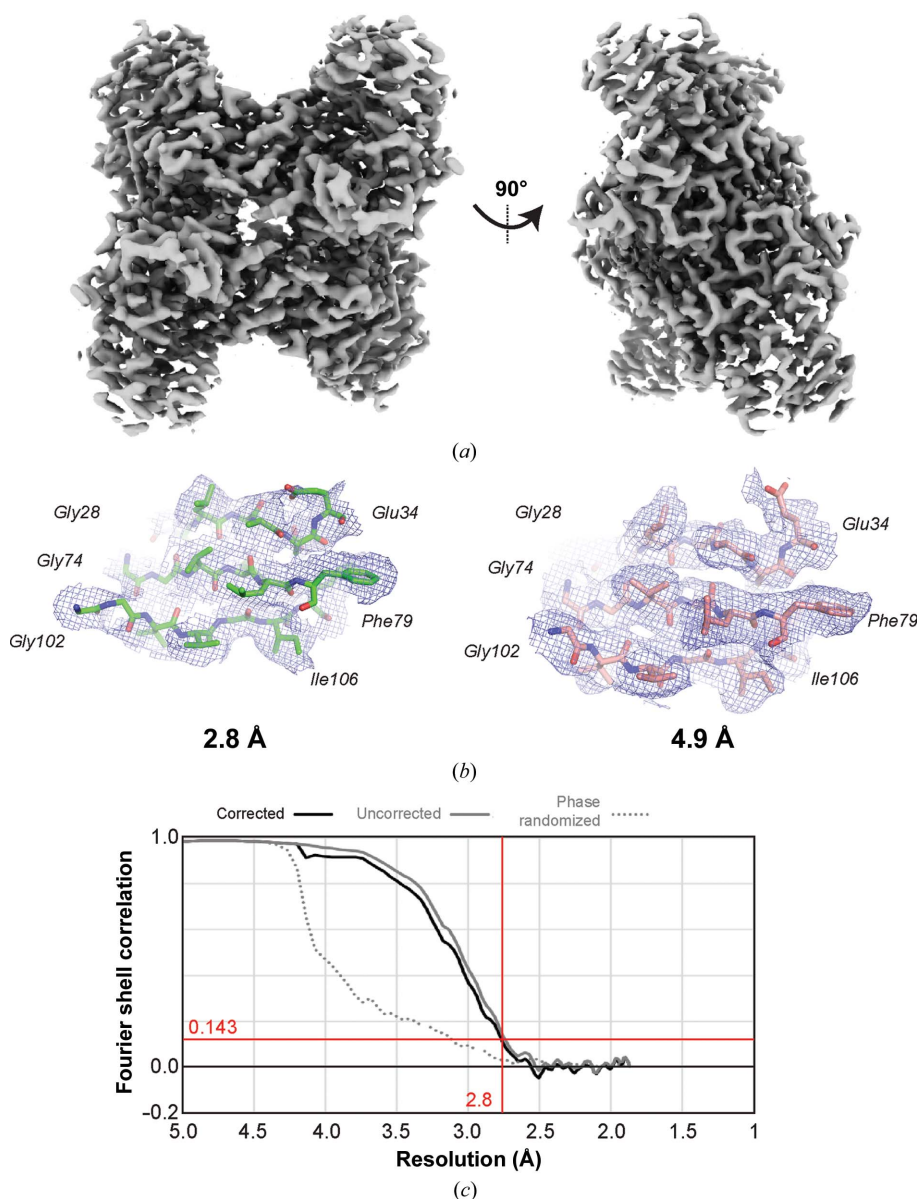 90°
(a)
Gly28
Glu34
Gly74
Phe79
Gly102
Ile106
2.8 Å
Gly28
Glu34
Gly74
Phe79
Gly102
Ile106
4.9 Å
(b)
Corrected
Uncorrected
Phase
randomized
Fourier shell correlation
1.0
0.143
0.0
−0.2
2.8
5.0 4.5 4.0 3.5 3.0 2.5 2.0 1.5 1
Resolution (Å)
(c)